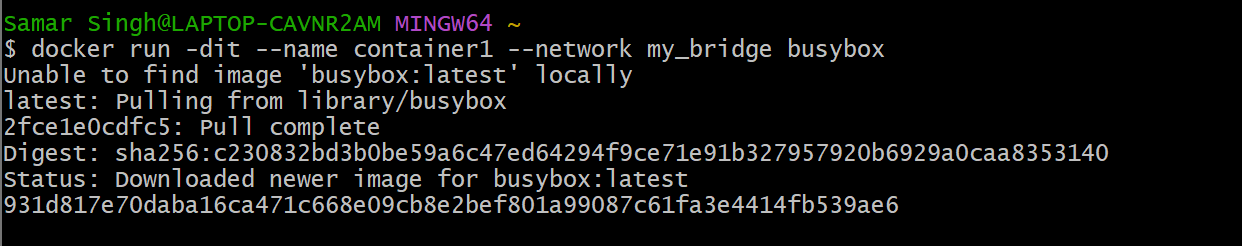 Samar Singh@LAPTOP-CAVNR2AM MINGW64 ~
$ docker run -dit --name container1 --network my_bridge busybox
Unable to find image 'busybox:latest' locally
latest: Pulling from library/busybox
2fce1e0cdfc5: Pull complete
Digest: sha256:c230832bd3b0be59a6c47ed64294f9ce71e91b327957920b6929a0caa8353140
Status: Downloaded newer image for busybox:latest
931d817e70daba16ca471c668e09cb8e2bef801a99087c61fa3e4414fb539ae6